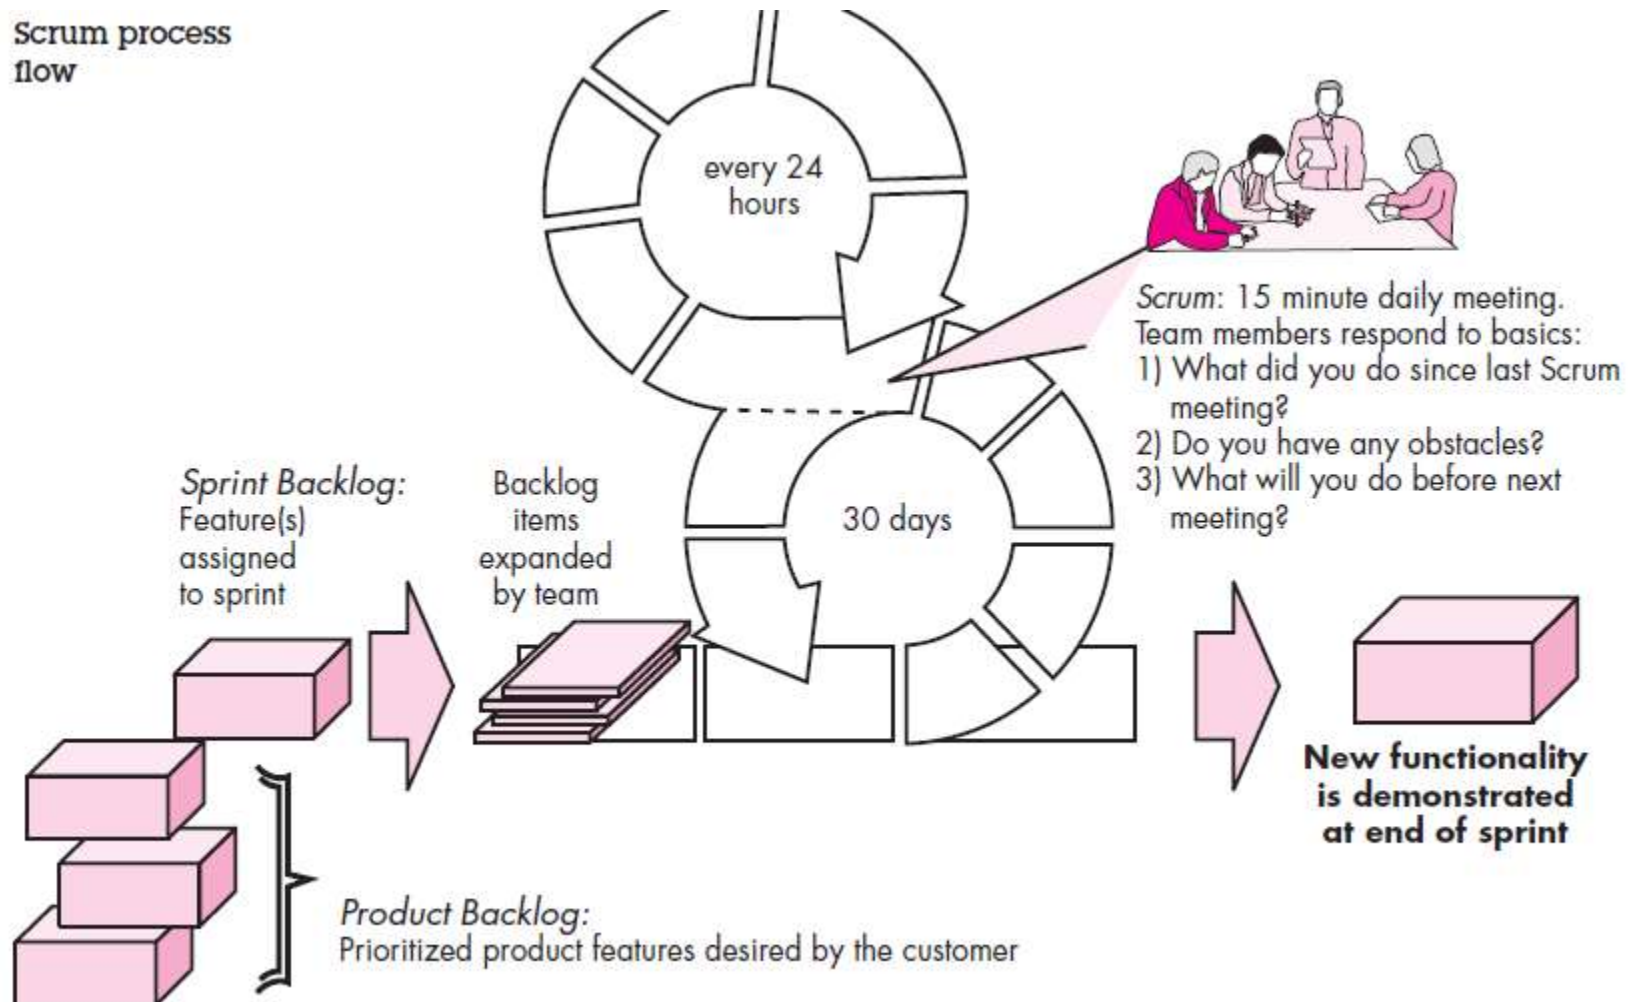 Scrum process
flow
every 24
hours
Scrum: 15 minute daily meeting.
Team members respond to basics:
1) What did you do since last Scrum
meeting?
2) Do you have any obstacles?
3) What will you do before next
meeting?
Sprint Backlog:
Feature(s)
assigned
to sprint
Backlog
items
expanded
by team
30 days
New functionality
is demonstrated
at end of sprint
Product Backlog:
Prioritized product features desired by the customer